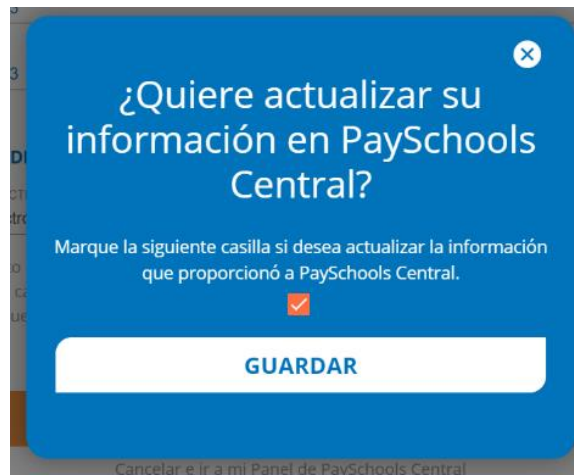 3
¿Quiere actualizar su
información en PaySchools
Central?
Marque la siguiente casilla si desea actualizar la información
que proporcionó a PaySchools Central.
GUARDAR
Cancelar e ir a mi Panel de PaySchools Central